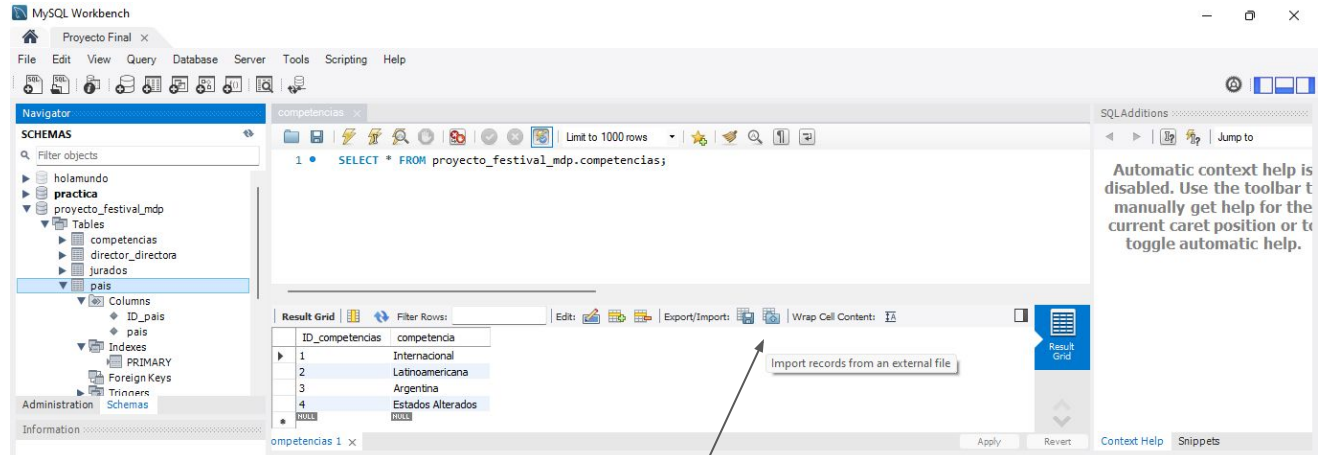 MySQL Workbench
Proyecto Final
File Edit View Query Database Server Tools Scripting Help
Navigator
SCHEMAS
Filter objects
holamundo
practica
proyecto_festival_mdp
Tables
competencias
director_directora
jurados
pais
Columns
ID_pais
pais
Indexes
PRIMARY
Foreign Keys
Triggers
Administration Schemas
Information
competencias
Limit to 1000 rows
1 SELECT * FROM proyecto_festival_mdp.competencias;
Result Grid Filter Rows: Edit: Export/Import: Wrap Cell Content:
ID_competencias competencia
1 Internacional
2 Latinoamericana
3 Argentina
4 Estados Alterados
NULL NULL
Import records from an external file
Result
Grid
ompetencias 1
Apply Revert
SQLAdditions
Jump to
Automatic context help is
disabled. Use the toolbar t
manually get help for the
current caret position or to
toggle automatic help.
Context Help Snippets